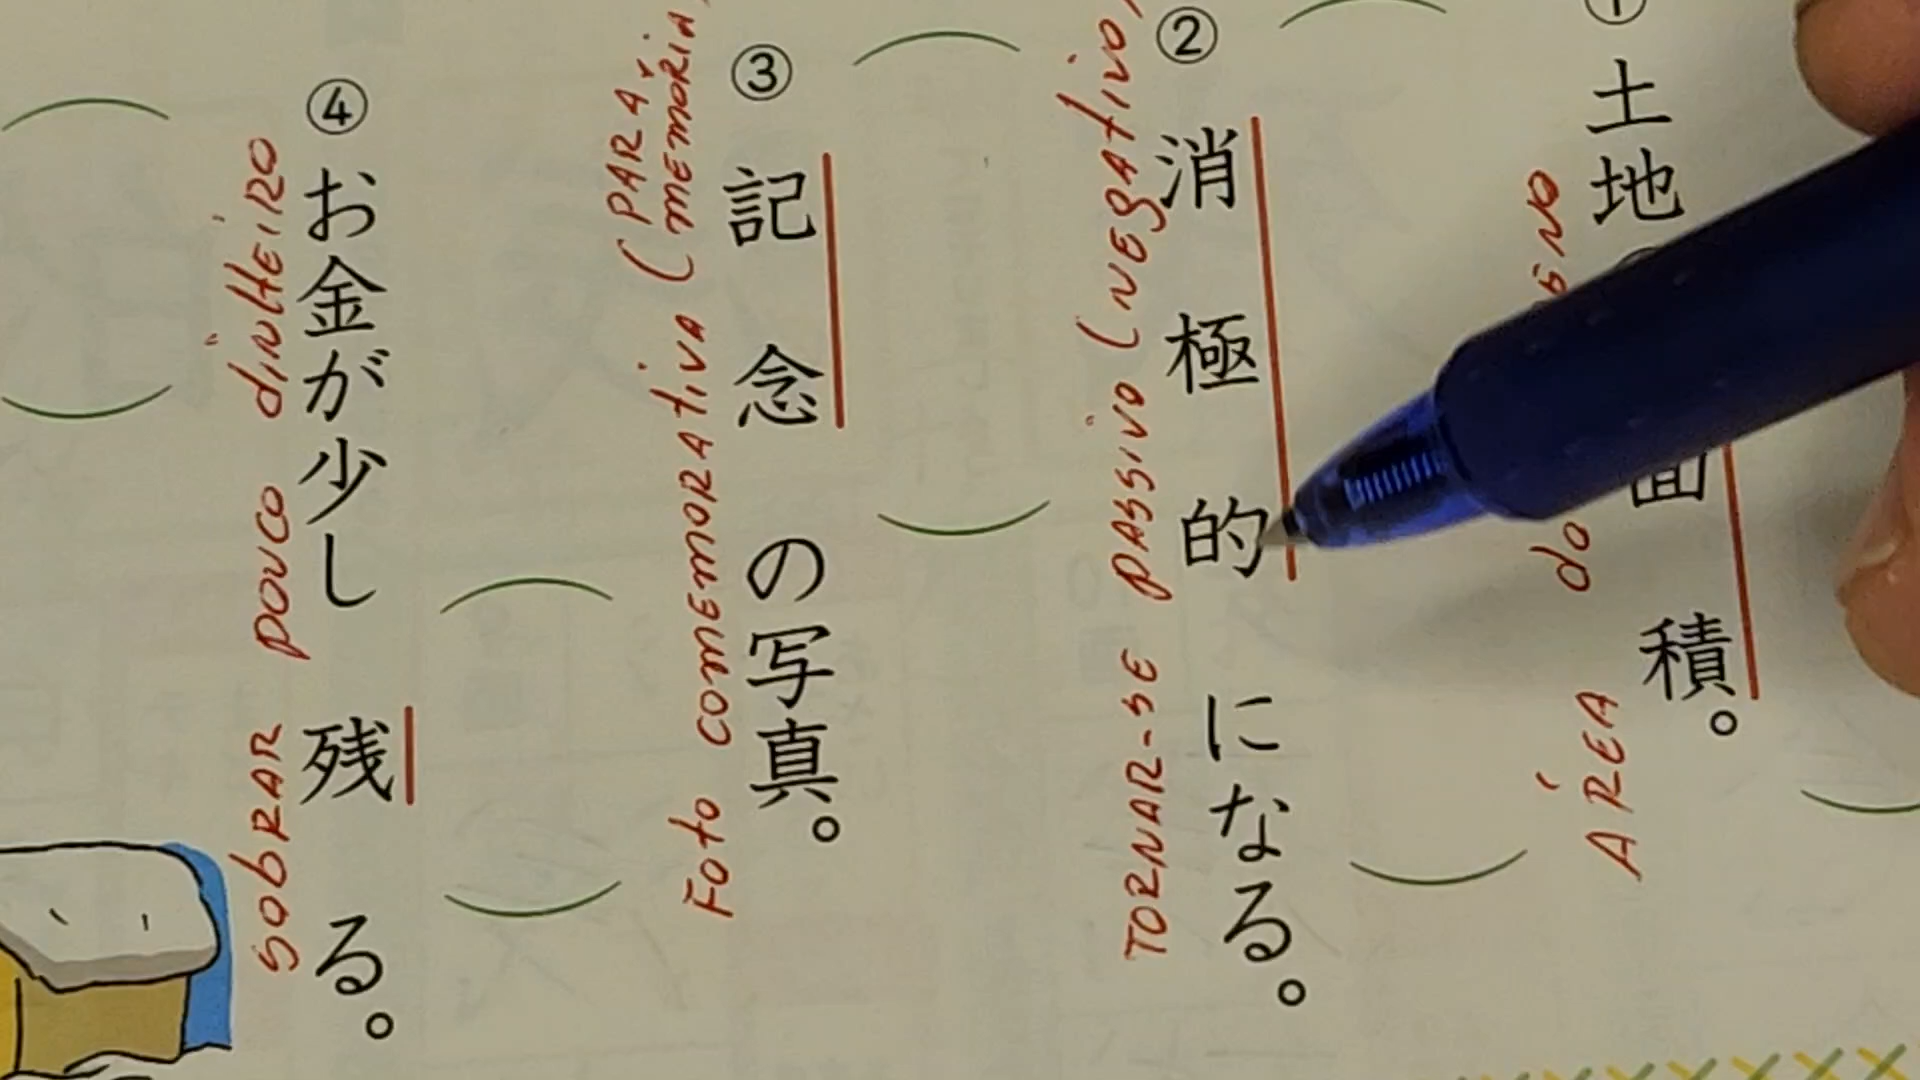 ① 土地 面積。
ÁREA do
② 消極的になる。
TORNAR-SE PASSIVO (NEGATIVO,
③ 記念の写真。
Foto comEmoRAtivA (PARA
mEmÓRiA,
④ お金が少し残る。
SobRAR Pouco diNHEiRO